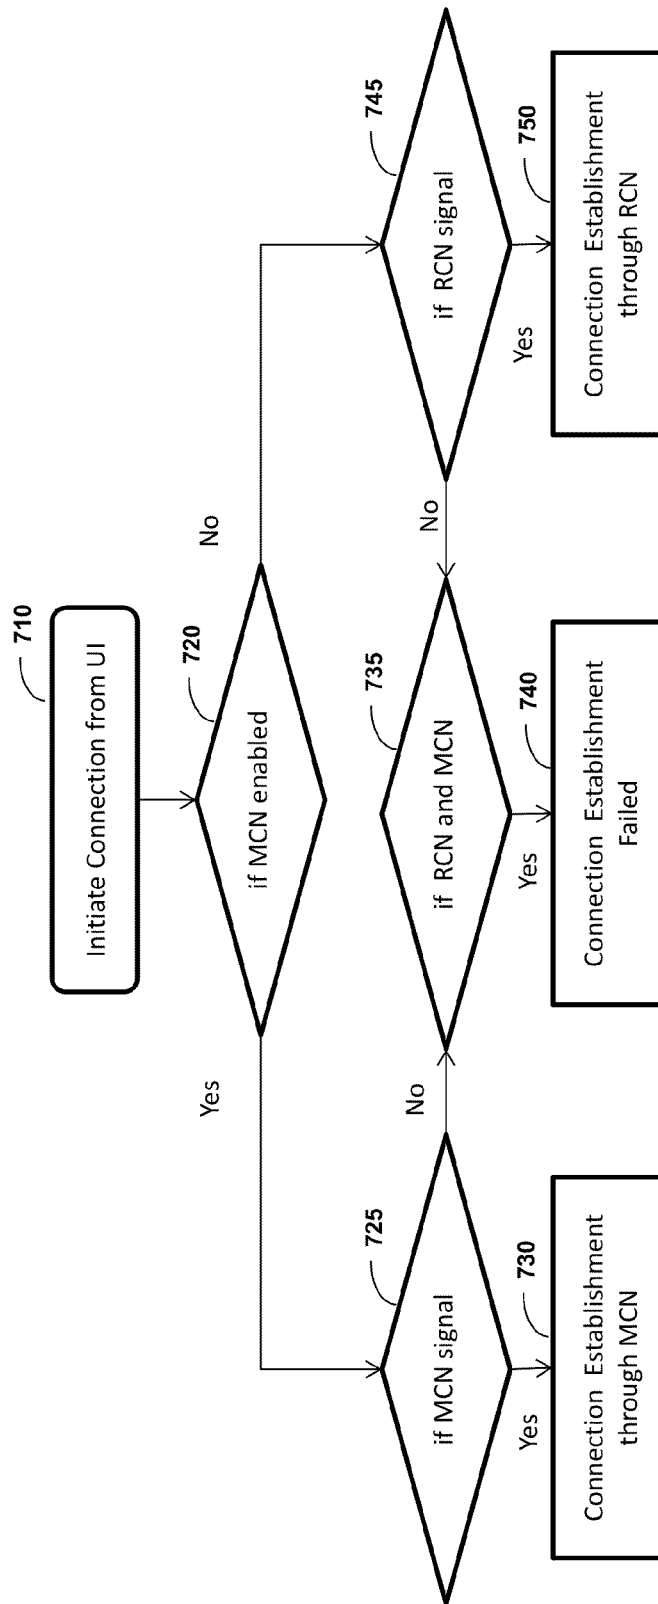 710
Initiate Connection from UI
720
if MCN enabled
Yes
No
725
if MCN signal
No
735
if RCN and MCN
No
745
if RCN signal
Yes
730
Connection Establishment
through MCN
Yes
740
Connection Establishment
Failed
Yes
750
Connection Establishment
through RCN